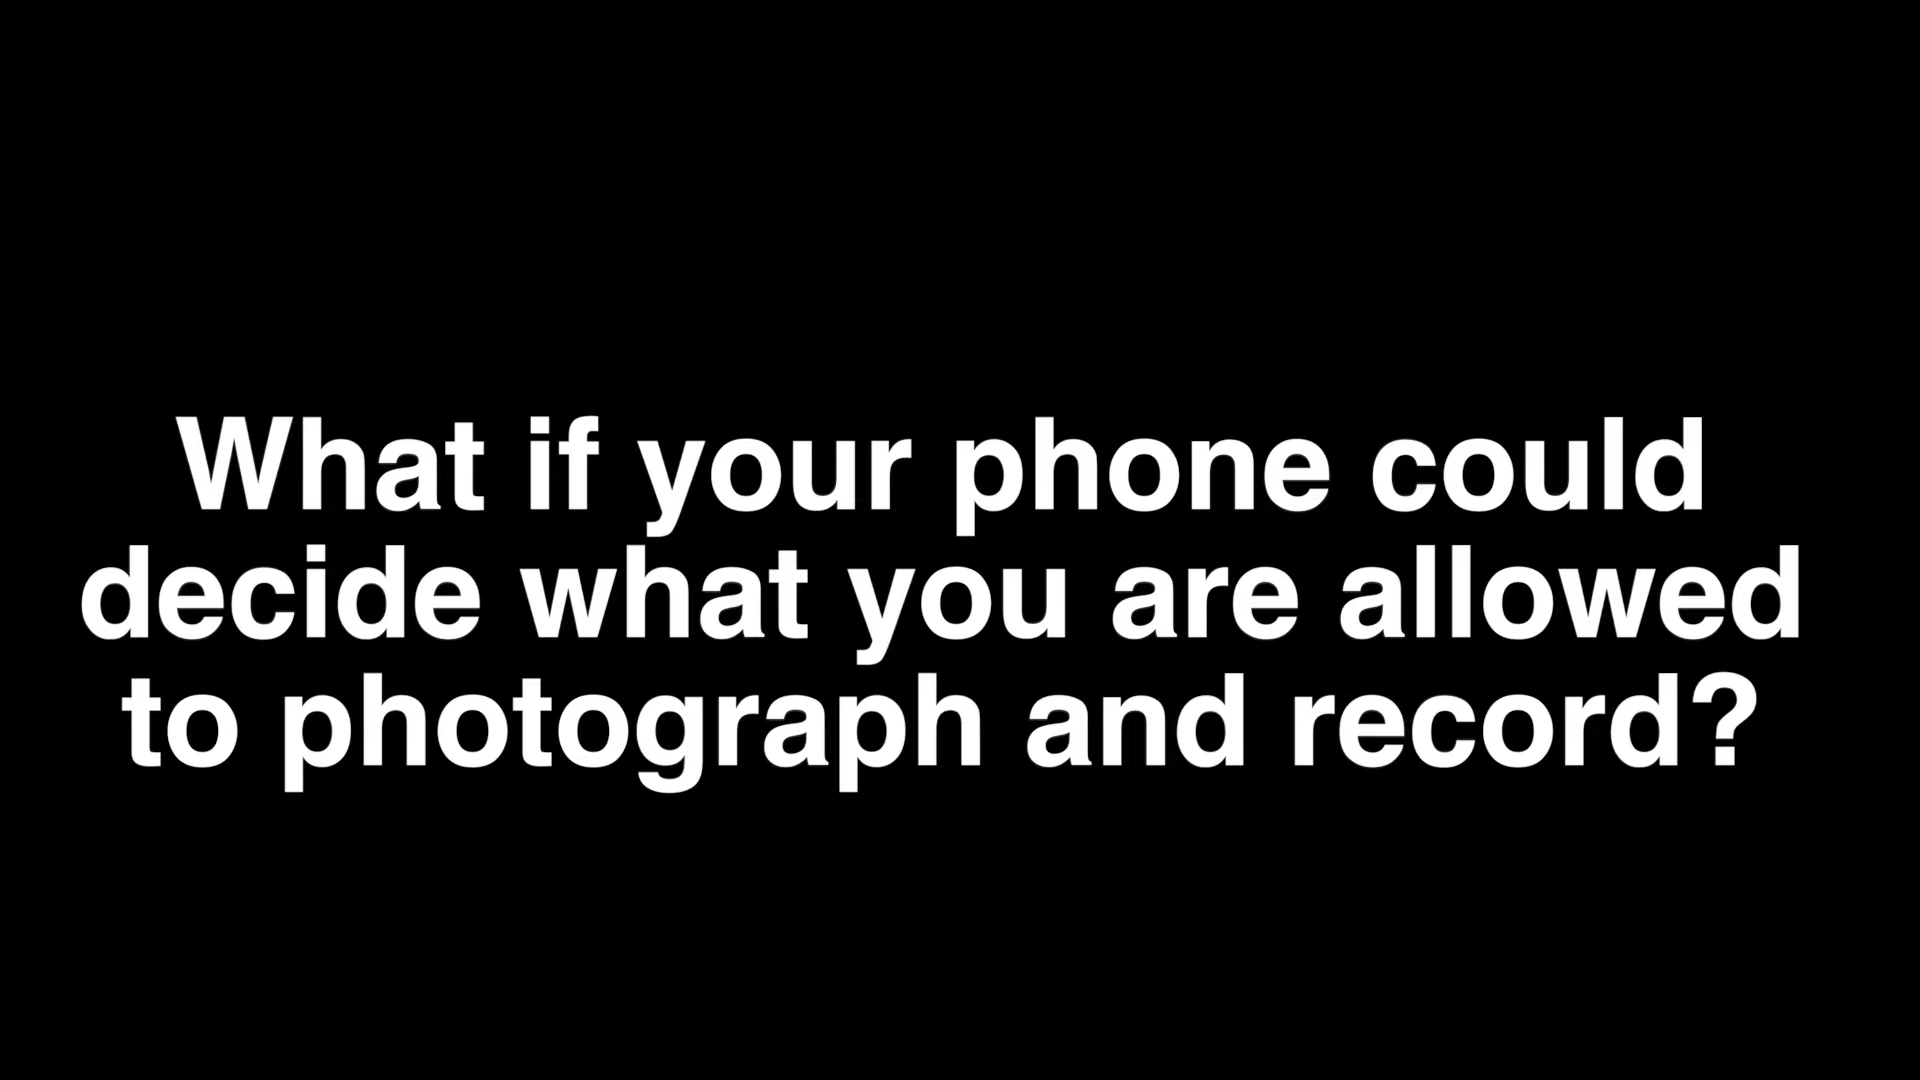 What if your phone could
decide what you are allowed
to photograph and record?